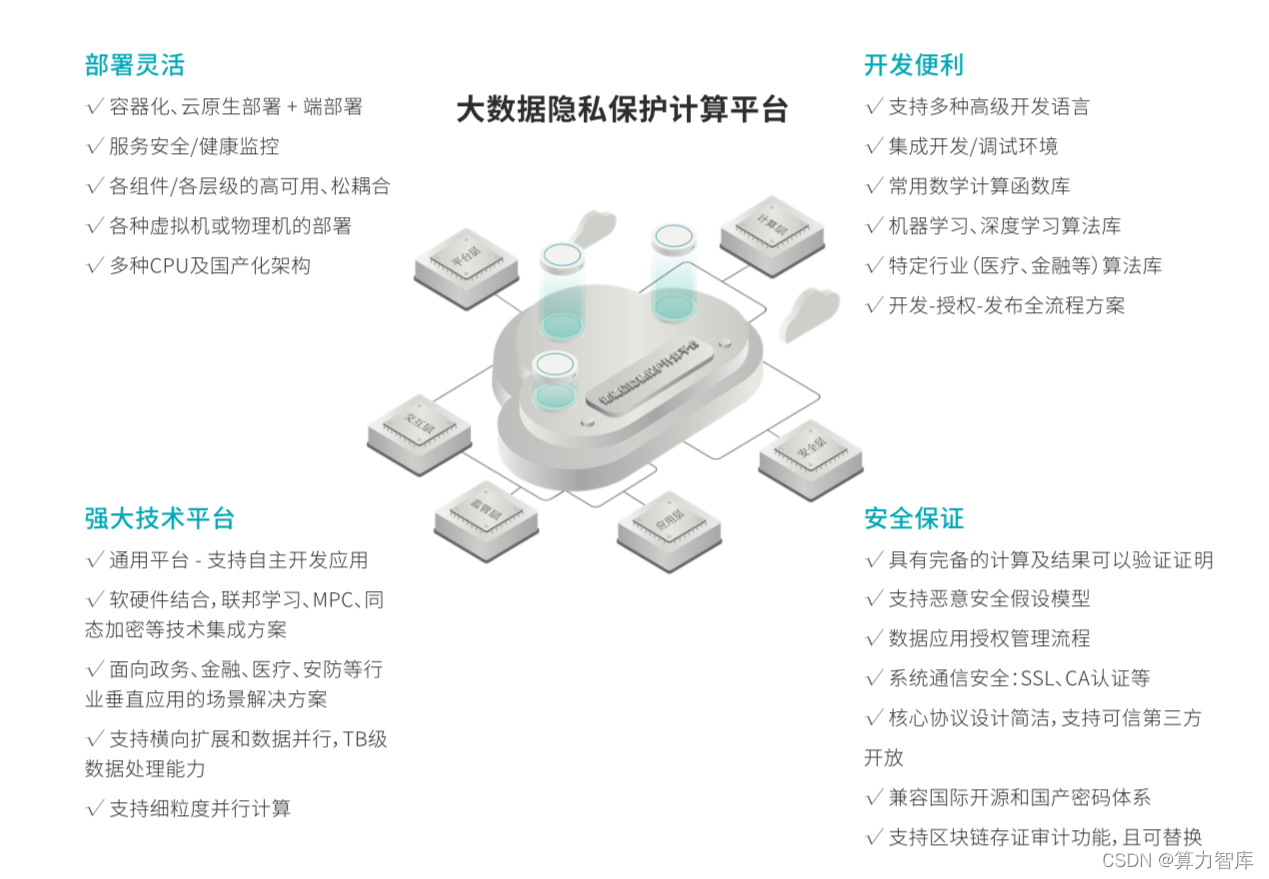 部署灵活
√ 容器化、云原生部署 + 端部署
√ 服务安全/健康监控
√ 各组件/各层级的高可用、松耦合
√ 各种虚拟机或物理机的部署
√ 多种CPU及国产化架构
大数据隐私保护计算平台
开发便利
√ 支持多种高级开发语言
√ 集成开发/调试环境
√ 常用数学计算函数库
√ 机器学习、深度学习算法库
√ 特定行业（医疗、金融等）算法库
√ 开发-授权-发布全流程方案
平台层
计算层
交互层
安全层
监管层
应用层
强大技术平台
√ 通用平台 - 支持自主开发应用
√ 软硬件结合，联邦学习、MPC、同
态加密等技术集成方案
√ 面向政务、金融、医疗、安防等行
业垂直应用的场景解决方案
√ 支持横向扩展和数据并行，TB级
数据处理能力
√ 支持细粒度并行计算
安全保证
√ 具有完备的计算及结果可以验证证明
√ 支持恶意安全假设模型
√ 数据应用授权管理流程
√ 系统通信安全：SSL、CA认证等
√ 核心协议设计简洁，支持可信第三方
开放
√ 兼容国际开源和国产密码体系
√ 支持区块链存证审计功能，且可替换
CSDN @算力智库